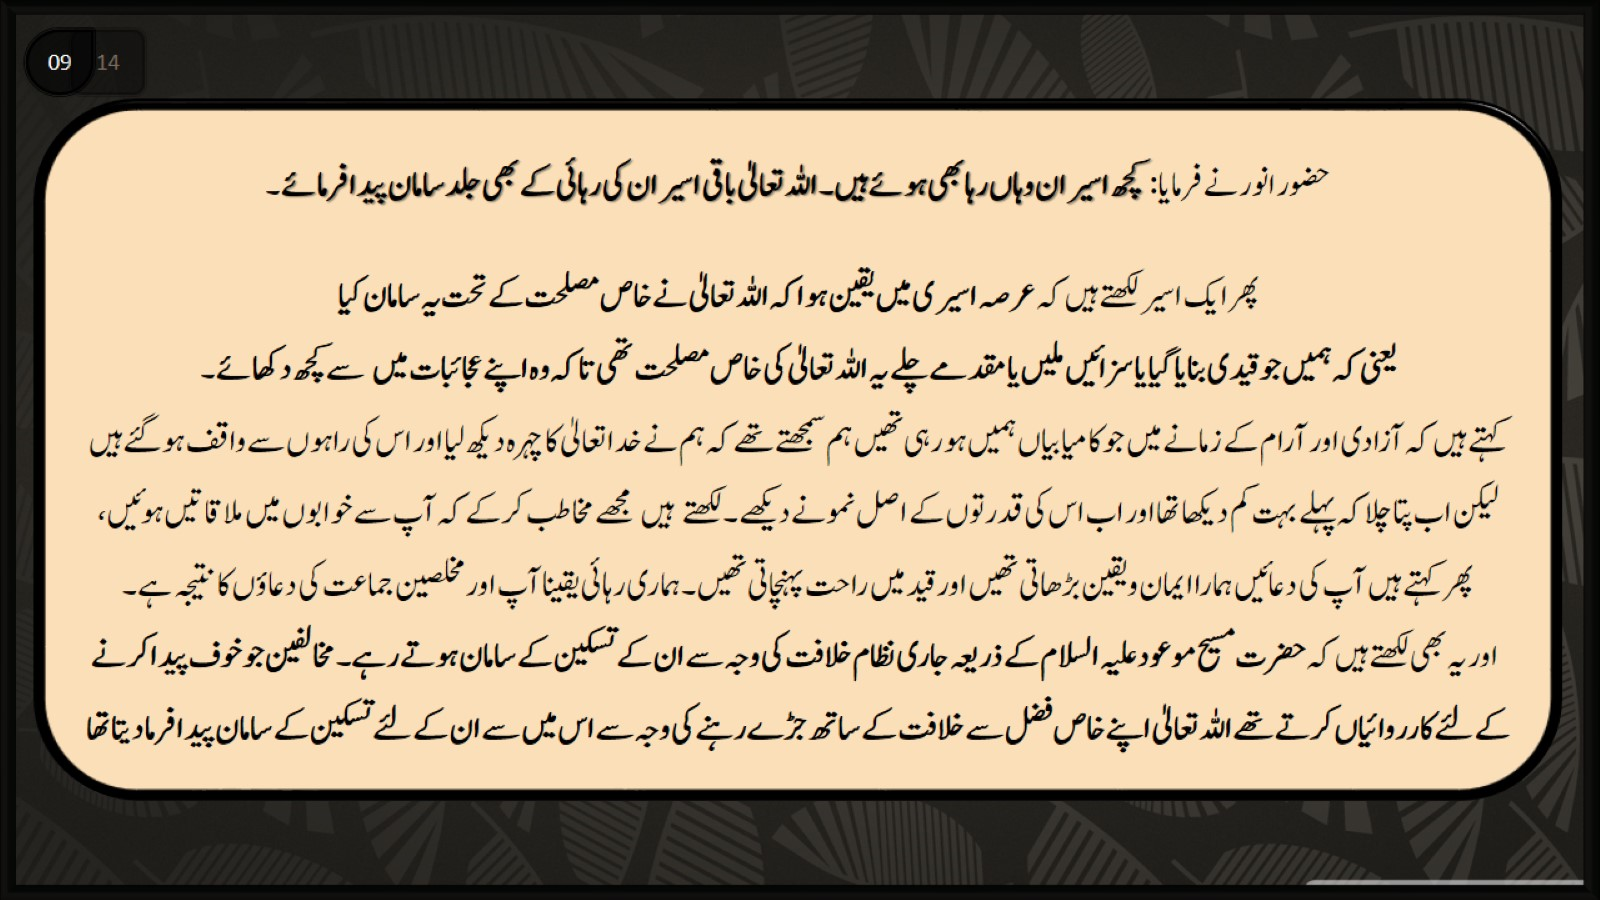 09 14
حضور انور نے فرمایا: کچھ اسیر ان وہاں رہا بھی ہوئے ہیں۔ اللہ تعالیٰ باقی اسیر ان کی رہائی کے بھی جلد سامان پیدا فرمائے۔
پھر ایک اسیر لکھتے ہیں کہ عرصہ اسیری میں یقین ہوا کہ اللہ تعالیٰ نے خاص مصلحت کے تحت یہ سامان کیا
یعنی کہ ہمیں جو قیدی بنایا گیا یا سزائیں ملیں یا مقدمے چلے یہ اللہ تعالیٰ کی خاص مصلحت تھی تا کہ وہ اپنے عجائبات میں سے کچھ دکھائے۔
کہتے ہیں کہ آزادی اور آرام کے زمانے میں جو کامیابیاں ہمیں ہو رہی تھیں ہم سمجھتے تھے کہ ہم نے خدا تعالیٰ کا چہرہ دیکھ لیا اور اس کی راہوں سے واقف ہو گئے ہیں
لیکن اب پتا چلا کہ پہلے بہت کم دیکھا تھا اور اب اس کی قدرتوں کے اصل نمونے دیکھے۔ لکھتے ہیں مجھے مخاطب کر کے کہ آپ سے خوابوں میں ملاقاتیں ہوئیں،
پھر کہتے ہیں آپ کی دعائیں ہمارا ایمان و یقین بڑھاتی تھیں اور قید میں راحت پہنچاتی تھیں۔ ہماری رہائی یقینا آپ اور مخلصین جماعت کی دعاؤں کا نتیجہ ہے۔
اور یہ بھی لکھتے ہیں کہ حضرت مسیح موعود علیہ السلام کے ذریعہ جاری نظام خلافت کی وجہ سے ان کے تسکین کے سامان ہوتے رہے۔ مخالفین جو خوف پیدا کرنے
کے لئے کارروائیاں کرتے تھے اللہ تعالیٰ اپنے خاص فضل سے خلافت کے ساتھ جڑے رہنے کی وجہ سے اس میں سے ان کے لئے تسکین کے سامان پیدا فرما دیتا تھا